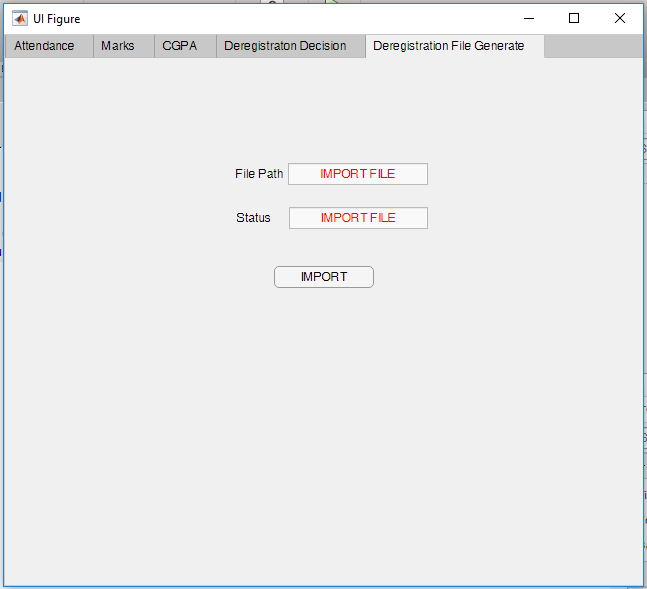 UI Figure
Attendance Marks CGPA Deregistraton Decision Deregistration File Generate
File Path IMPORT FILE
Status IMPORT FILE
IMPORT